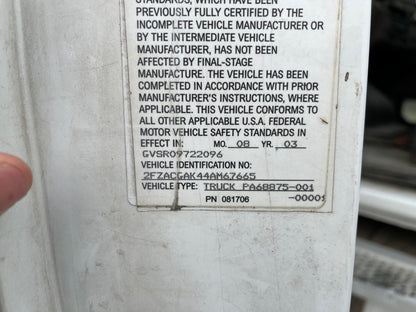 STANDARDS, WHICH HAVE BEEN
PREVIOUSLY FULLY CERTIFIED BY THE
INCOMPLETE VEHICLE MANUFACTURER OR
BY THE INTERMEDIATE VEHICLE
MANUFACTURER, HAS NOT BEEN
AFFECTED BY FINAL-STAGE
MANUFACTURE. THE VEHICLE HAS BEEN
COMPLETED IN ACCORDANCE WITH PRIOR
MANUFACTURER'S INSTRUCTIONS, WHERE
APPLICABLE. THIS VEHICLE CONFORMS TO
ALL OTHER APPLICABLE U.S.A. FEDERAL
MOTOR VEHICLE SAFETY STANDARDS IN
EFFECT IN: MO. 08 YR. 03
GVSR09722096
VEHICLE IDENTIFICATION NUMBER:
2FZACGAK44AM67665
VEHICLE TYPE: TRUCK PA68875-001
PN 081706 -00001